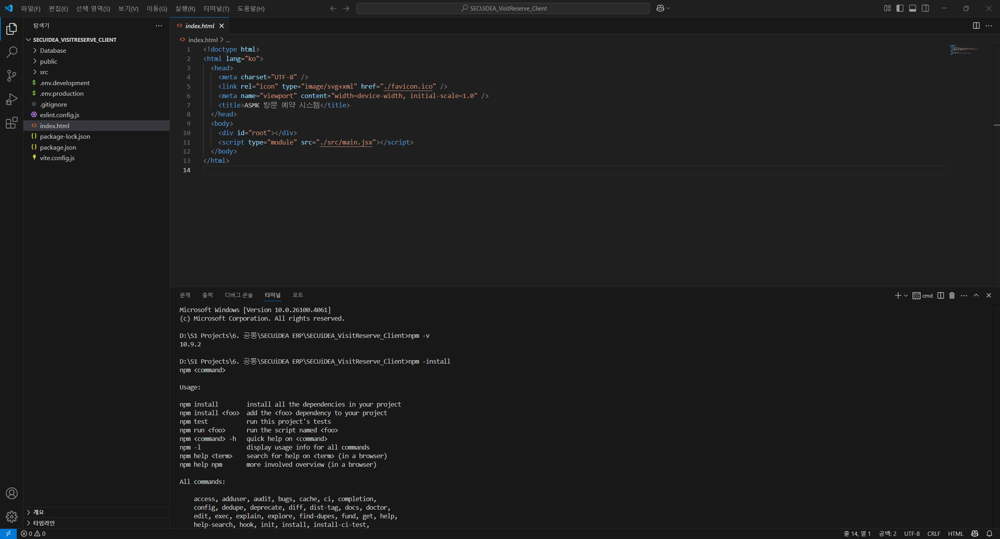 파일(F) 편집(E) 선택 영역(S) 보기(V) 이동(G) 실행(R) 터미널(T) 도움말(H)
SECUiDEA_VisitReserve_Client
탐색기
SECUIDEA_VISITRESERVE_CLIENT
Database
public
src
.env.development
.env.production
.gitignore
eslint.config.js
index.html
package-lock.json
package.json
vite.config.js
개요
타임라인
index.html
index.html > ...
1 <!doctype html>
2 <html lang="ko">
3 <head>
4 <meta charset="UTF-8" />
5 <link rel="icon" type="image/svg+xml" href="./favicon.ico" />
6 <meta name="viewport" content="width=device-width, initial-scale=1.0" />
7 <title>ASMK 방문 예약 시스템</title>
8 </head>
9 <body>
10 <div id="root"></div>
11 <script type="module" src="./src/main.jsx"></script>
12 </body>
13 </html>
14
문제 출력 디버그 콘솔 터미널 포트
cmd
Microsoft Windows [Version 10.0.26100.4061]
(c) Microsoft Corporation. All rights reserved.
D:\S1 Projects\6. 공통\SECUiDEA ERP\SECUiDEA_VisitReserve_Client>npm -v
10.9.2
D:\S1 Projects\6. 공통\SECUiDEA ERP\SECUiDEA_VisitReserve_Client>npm -install
npm <command>
Usage:
npm install install all the dependencies in your project
npm install <foo> add the <foo> dependency to your project
npm test run this project's tests
npm run <foo> run the script named <foo>
npm <command> -h quick help on <command>
npm -l display usage info for all commands
npm help <term> search for help on <term> (in a browser)
npm help npm more involved overview (in a browser)
All commands:
access, adduser, audit, bugs, cache, ci, completion,
config, dedupe, deprecate, diff, dist-tag, docs, doctor,
edit, exec, explain, explore, find-dupes, fund, get, help,
help-search, hook, init, install, install-ci-test,
0 0
줄 14, 열 1 공백: 2 UTF-8 CRLF HTML